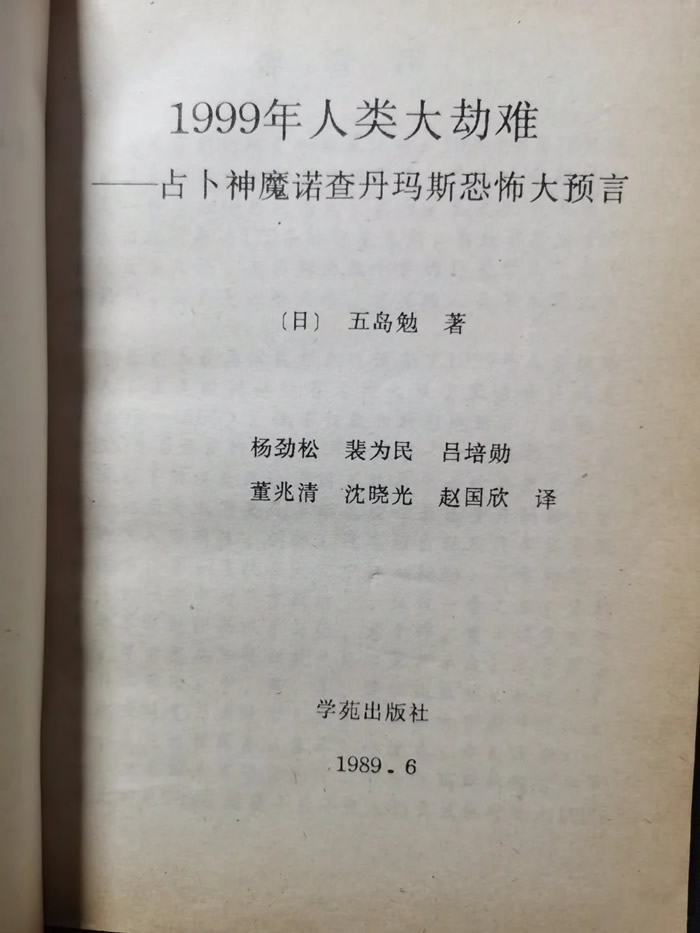 1999年人类大劫难
——占卜神魔诺查丹玛斯恐怖大预言
〔日〕 五岛勉 著
杨劲松 裴为民 吕培勋
董兆清 沈晓光 赵国欣 译
学苑出版社
1989.6